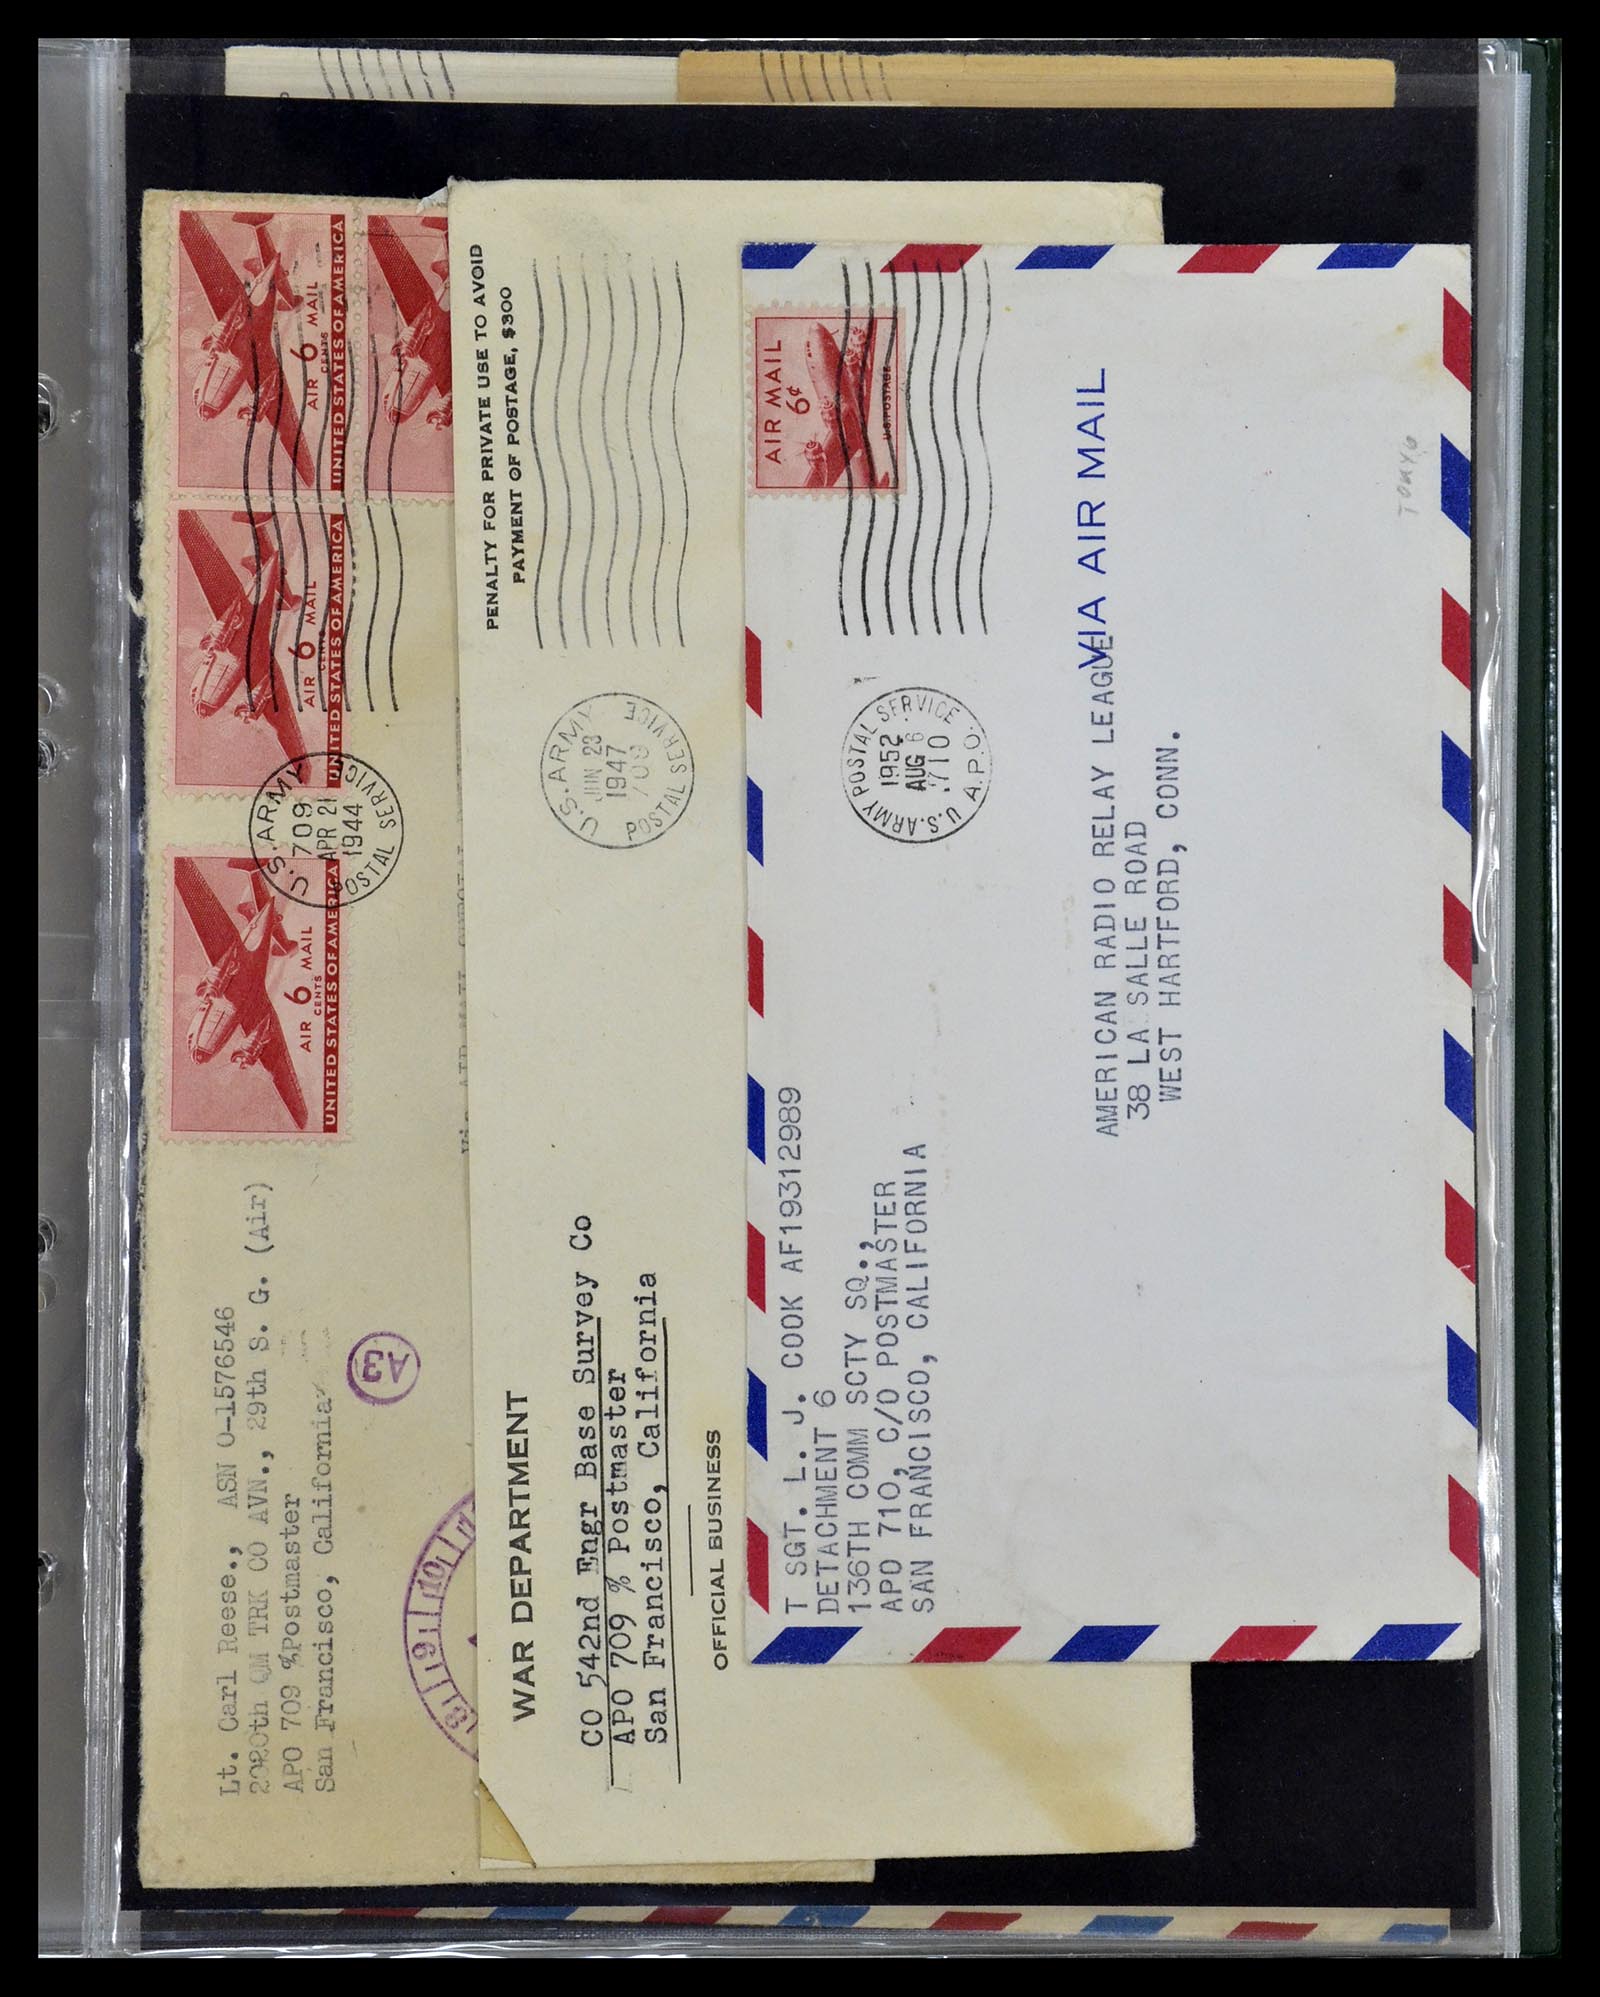 Lt. Carl Reese., ASN O-1576546
2020th QM TRK CO AVN., 29th S. G. (Air)
APO 709 %Postmaster
San Francisco, California
AIR 6 MAIL
CENTS
UNITED STATES OF AMERICA
AIR 6 MAIL
CENTS
UNITED STATES OF AMERICA
AIR 6 MAIL
CENTS
UNITED STATES OF AMERICA
U.S. ARMY
709
APR 21
1944
POSTAL SERVIC
A3
PENALTY FOR PRIVATE USE TO AVOID
PAYMENT OF POSTAGE, $300
U.S. ARMY
JUN 23
1947
709
POSTAL SERVICE
WAR DEPARTMENT
CO 542nd Engr Base Survey Co
APO 709 % Postmaster
San Francisco, California
OFFICIAL BUSINESS
AIR MAIL
6¢
U.S. POSTAGE
U.S. ARMY POSTAL SERVICE
1952
AUG 6
710
A.P.O.
T SGT. L. J. COOK AF19312989
DETACHMENT 6
136TH COMM SCTY SQ.,
APO 710, C/O POSTMASTER
SAN FRANCISCO, CALIFORNIA
VIA AIR MAIL
AMERICAN RADIO RELAY LEAGUE
38 LA SALLE ROAD
WEST HARTFORD, CONN.